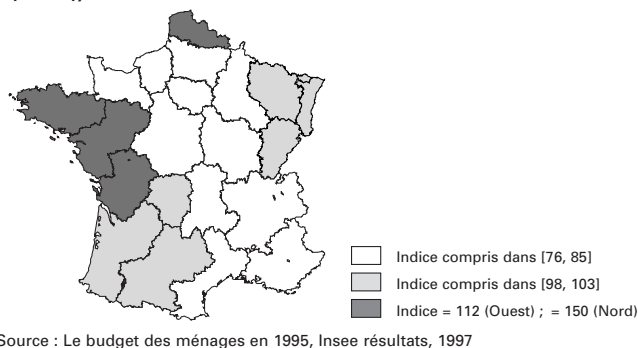 Indice compris dans [76, 85]
Indice compris dans [98, 103]
Indice = 112 (Ouest) ; = 150 (Nord)
Source : Le budget des ménages en 1995, Insee résultats, 1997